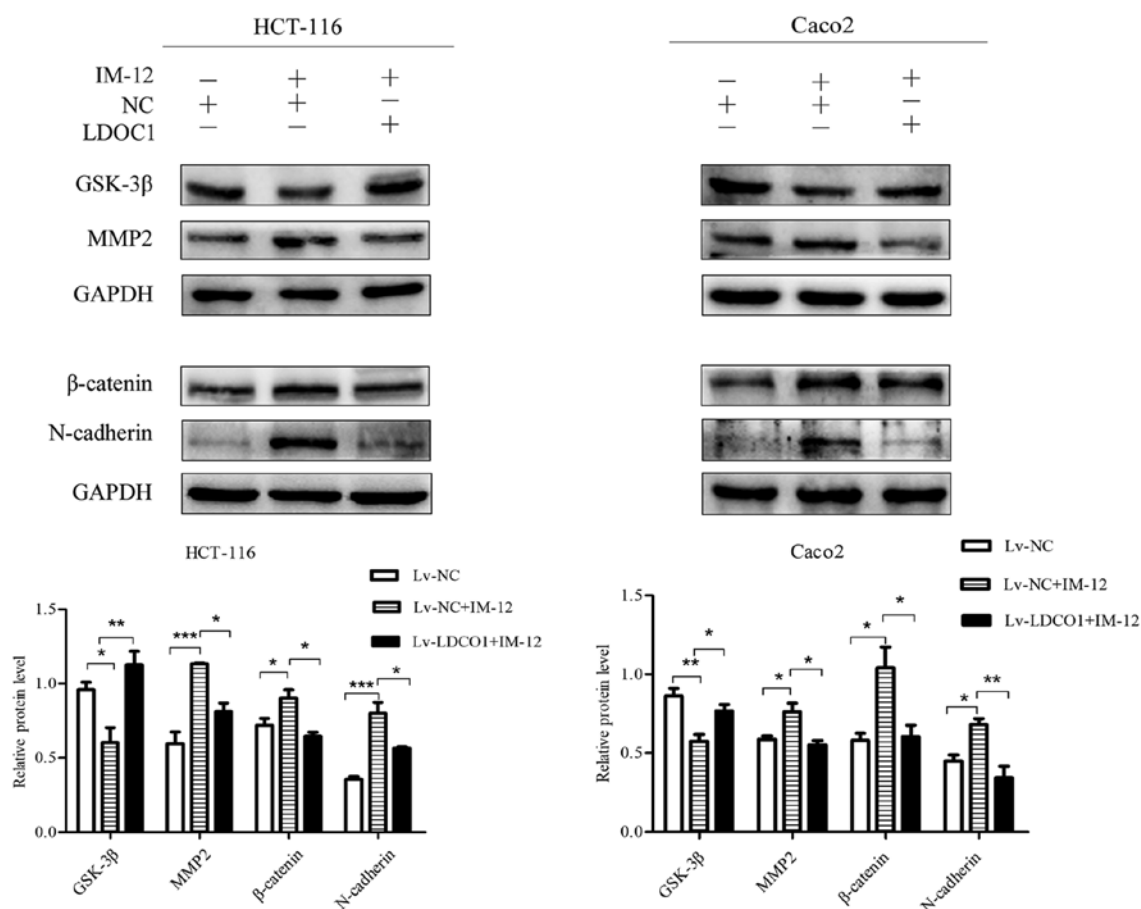 HCT-116
IM-12 – + +
NC + + –
LDOC1 – – +
GSK-3β
MMP2
GAPDH
β-catenin
N-cadherin
GAPDH
Caco2
– + +
+ + –
– – +
HCT-116
Lv-NC
Lv-NC+IM-12
Lv-LDCO1+IM-12
Relative protein level
1.5
1.0
0.5
0.0
* **
*** *
* *
*** *
GSK-3β
MMP2
β-catenin
N-cadherin
Caco2
Lv-NC
Lv-NC+IM-12
Lv-LDCO1+IM-12
Relative protein level
1.5
1.0
0.5
0.0
** *
* *
* *
* **
GSK-3β
MMP2
β-catenin
N-cadherin